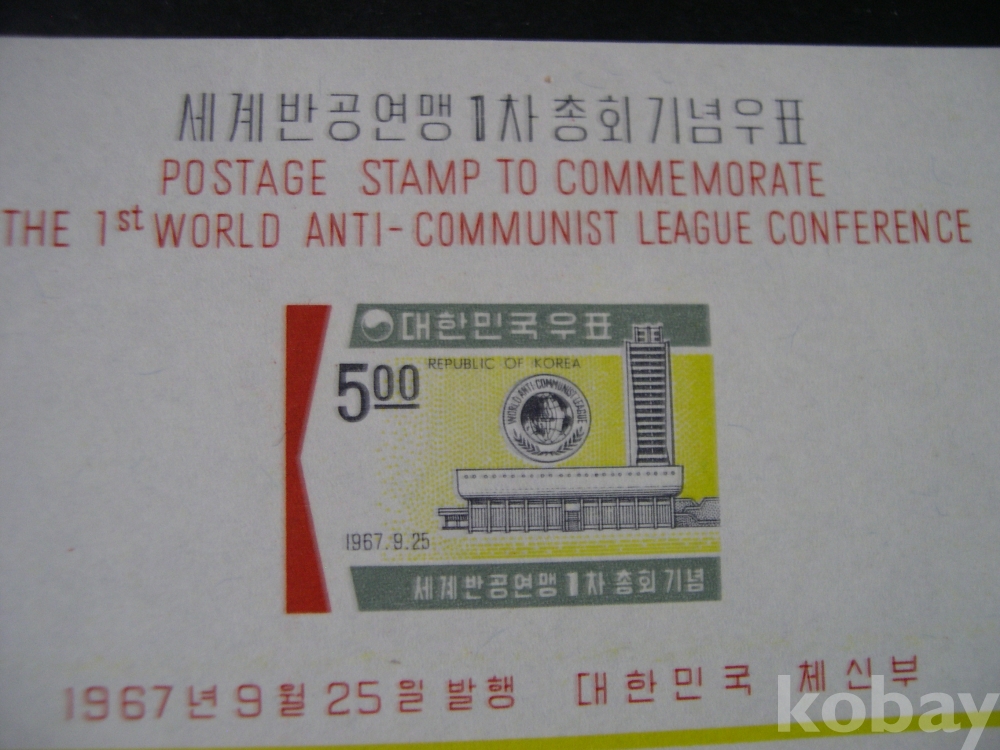 세계반공연맹 1차총회기념우표
POSTAGE STAMP TO COMMEMORATE
THE 1st WORLD ANTI-COMMUNIST LEAGUE CONFERENCE
대한민국우표
REPUBLIC OF KOREA
5.00
WORLD ANTI COMMUNIST LEAGUE
1967.9.25
세계반공연맹 1차총회기념
1967년 9월 25일 발행 대한민국 체신부
kobay